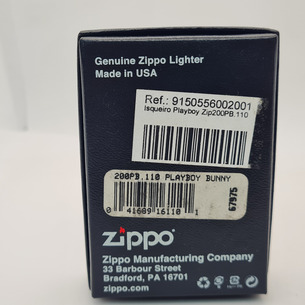 Genuine Zippo Lighter
Made in USA
Ref.: 9150556002001
Isqueiro Playboy Zip200PB.110
200PB.110 PLAYBOY BUNNY
0 41689 16110 1
67975
zippo
Zippo Manufacturing Company
33 Barbour Street
Bradford, PA 16701
zippo.com